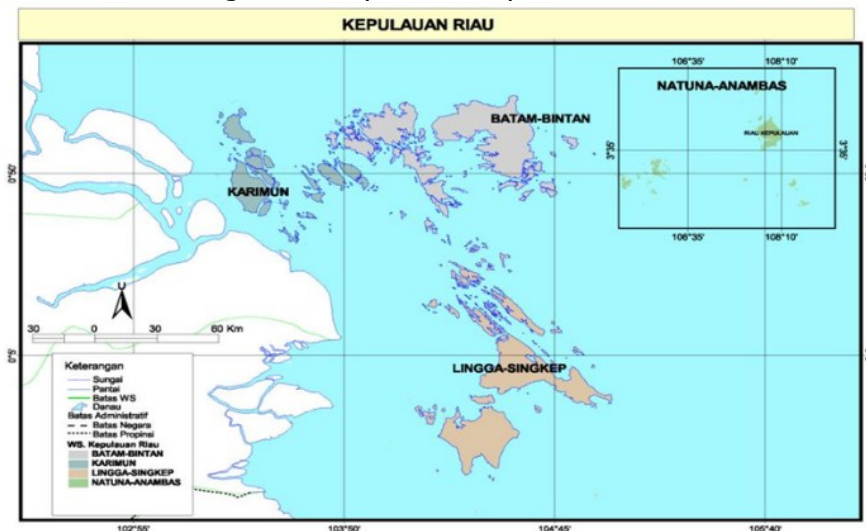 KEPULAUAN RIAU
106°35' 108°10'
NATUNA-ANAMBAS
RIAU KEPULAUAN
3°35' 3°35'
106°35' 108°10'
BATAM-BINTAN
0°50'
KARIMUN
U
30 0 30 60 Km
0°5'
LINGGA-SINGKEP
Keterangan
Sungai
Pantai
Batas WS
Danau
Batas Administratif
Batas Negara
Batas Propinsi
WS. Kepulauan Riau
BATAM-BINTAN
KARIMUN
LINGGA-SINGKEP
NATUNA-ANAMBAS
102°55' 103°50' 104°45' 105°40'